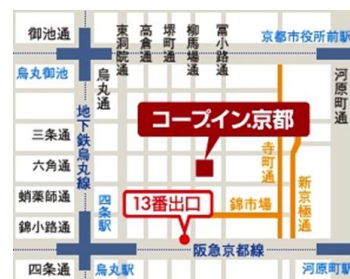 御池通
烏丸御池
三条通
六角通
蛸薬師通
錦小路通
四条通
地下鉄烏丸線
烏丸通
東洞院通
高倉通
堺町通
柳馬場通
富小路通
京都市役所前駅
河原町通
コープイン京都
寺町通
新京極通
四条駅
13番出口
錦市場
烏丸駅
阪急京都線
河原町駅